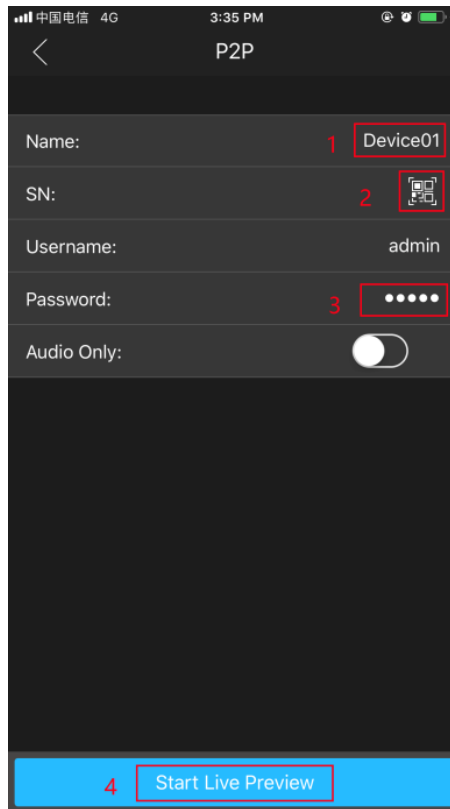 中国电信 4G 3:35 PM
P2P
Name: 1 Device01
SN: 2
Username: admin
Password: 3 •••••
Audio Only:
4 Start Live Preview